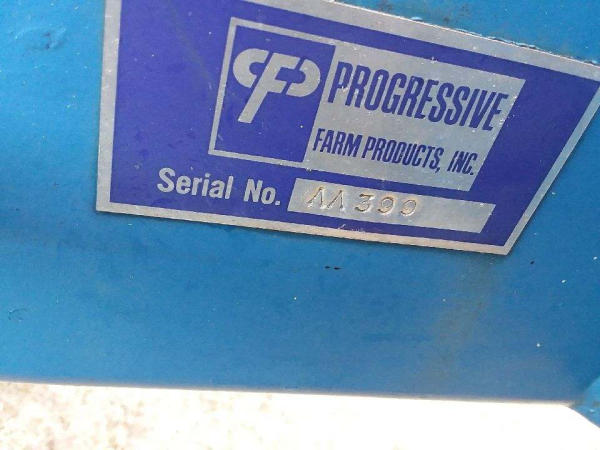 PROGRESSIVE
FARM PRODUCTS, INC.
Serial No. AA399